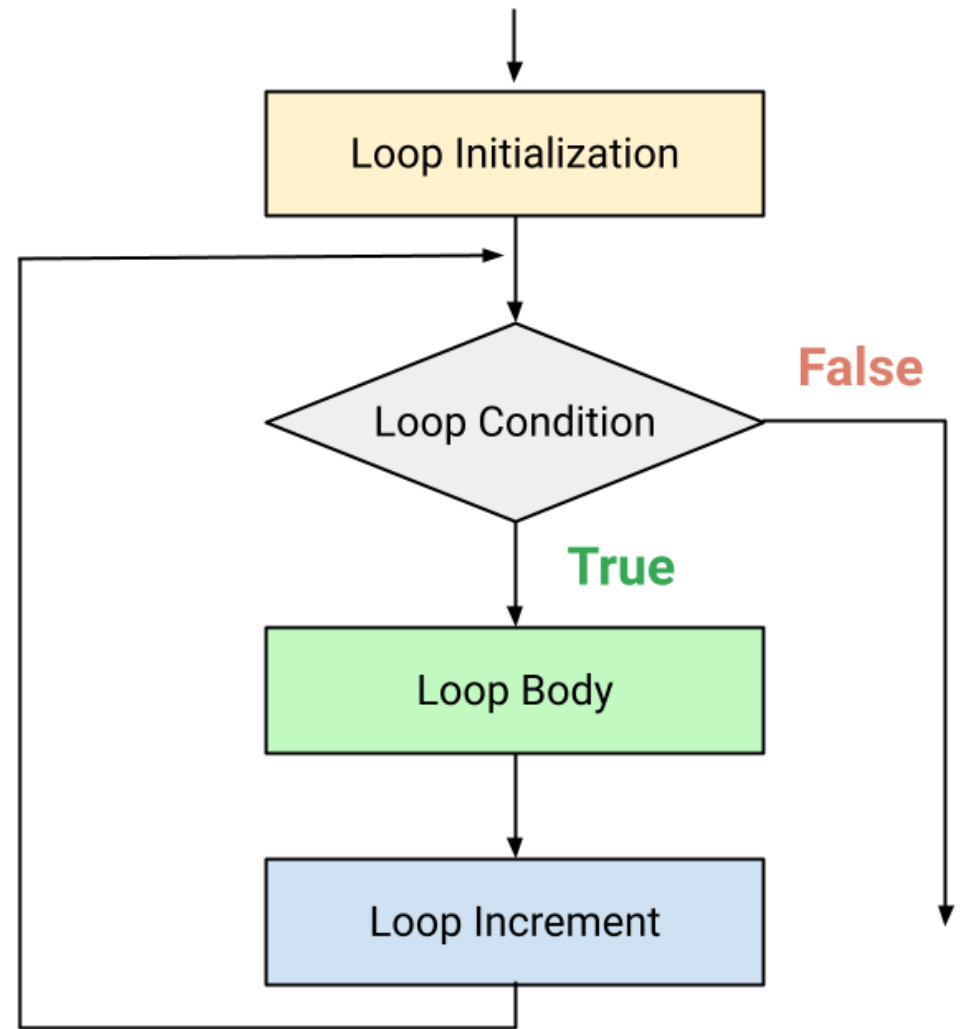 Loop Initialization
False
Loop Condition
True
Loop Body
Loop Increment